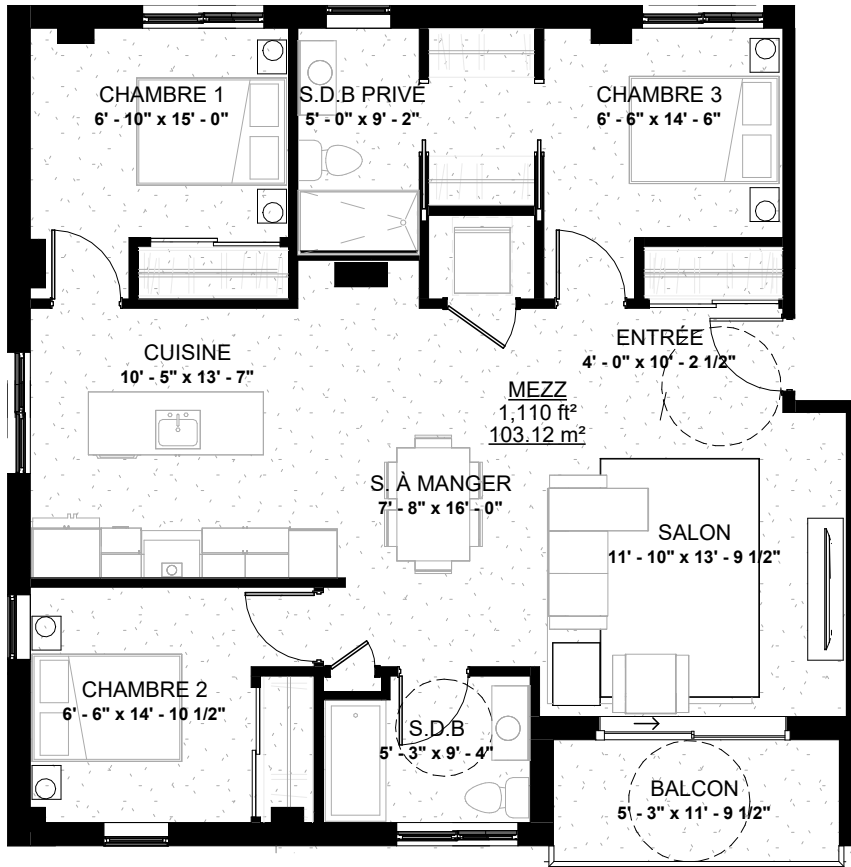 CHAMBRE 1
6' - 10" x 15' - 0"
S.D.B PRIVÉ
5' - 0" x 9' - 2"
CHAMBRE 3
6' - 6" x 14' - 6"
CUISINE
10' - 5" x 13' - 7"
ENTRÉE
4' - 0" x 10' - 2 1/2"
MEZZ
1,110 ft²
103.12 m²
S. À MANGER
7' - 8" x 16' - 0"
SALON
11' - 10" x 13' - 9 1/2"
CHAMBRE 2
6' - 6" x 14' - 10 1/2"
S.D.B
5' - 3" x 9' - 4"
BALCON
5' - 3" x 11' - 9 1/2"